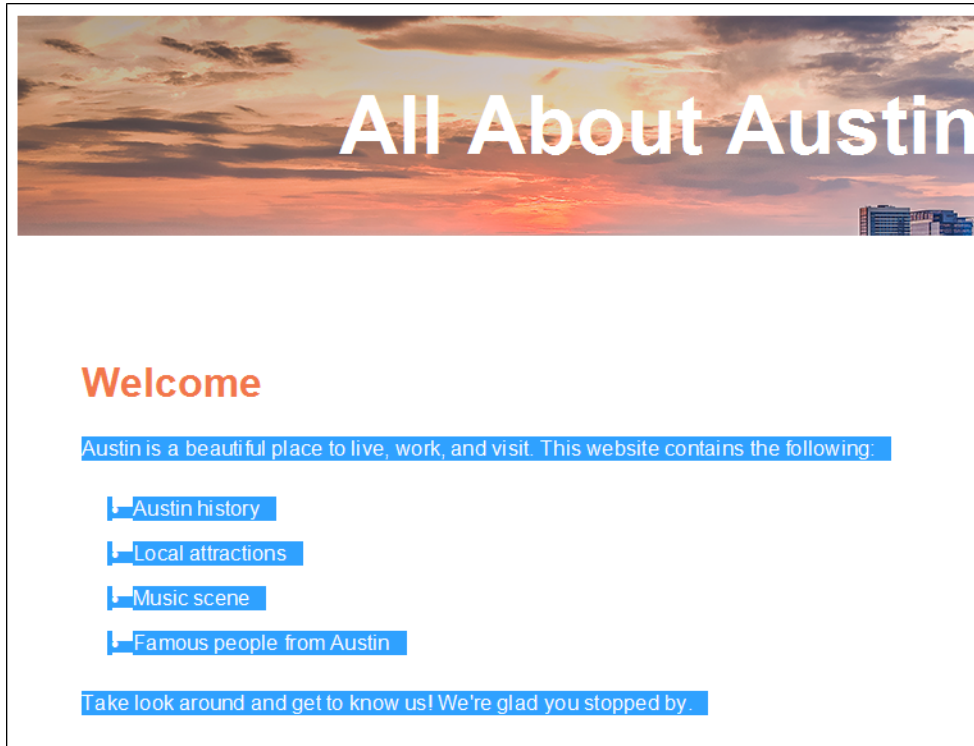 All About Austin
Welcome
Austin is a beautiful place to live, work, and visit. This website contains the following:
• Austin history
• Local attractions
• Music scene
• Famous people from Austin
Take look around and get to know us! We're glad you stopped by.